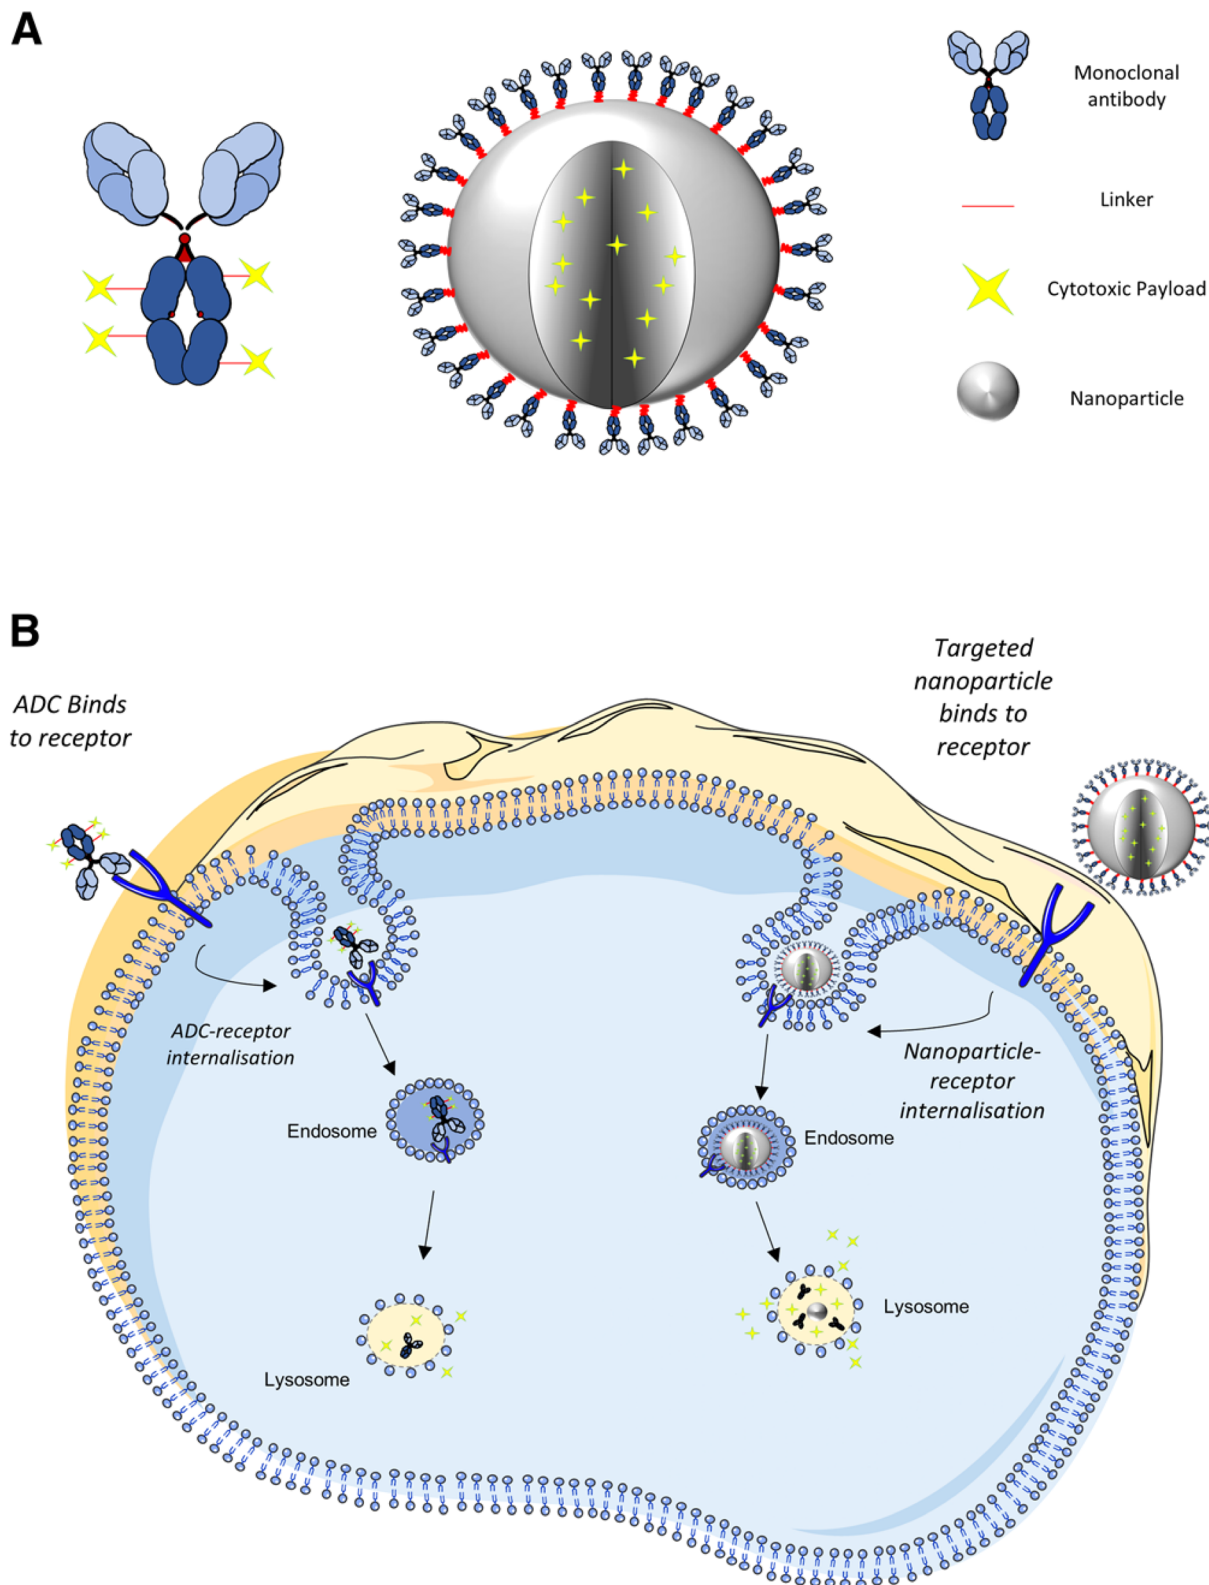 A
Monoclonal
antibody
Linker
Cytotoxic Payload
Nanoparticle
B
ADC Binds
to receptor
Targeted
nanoparticle
binds to
receptor
ADC-receptor
internalisation
Nanoparticle-
receptor
internalisation
Endosome
Endosome
Lysosome
Lysosome